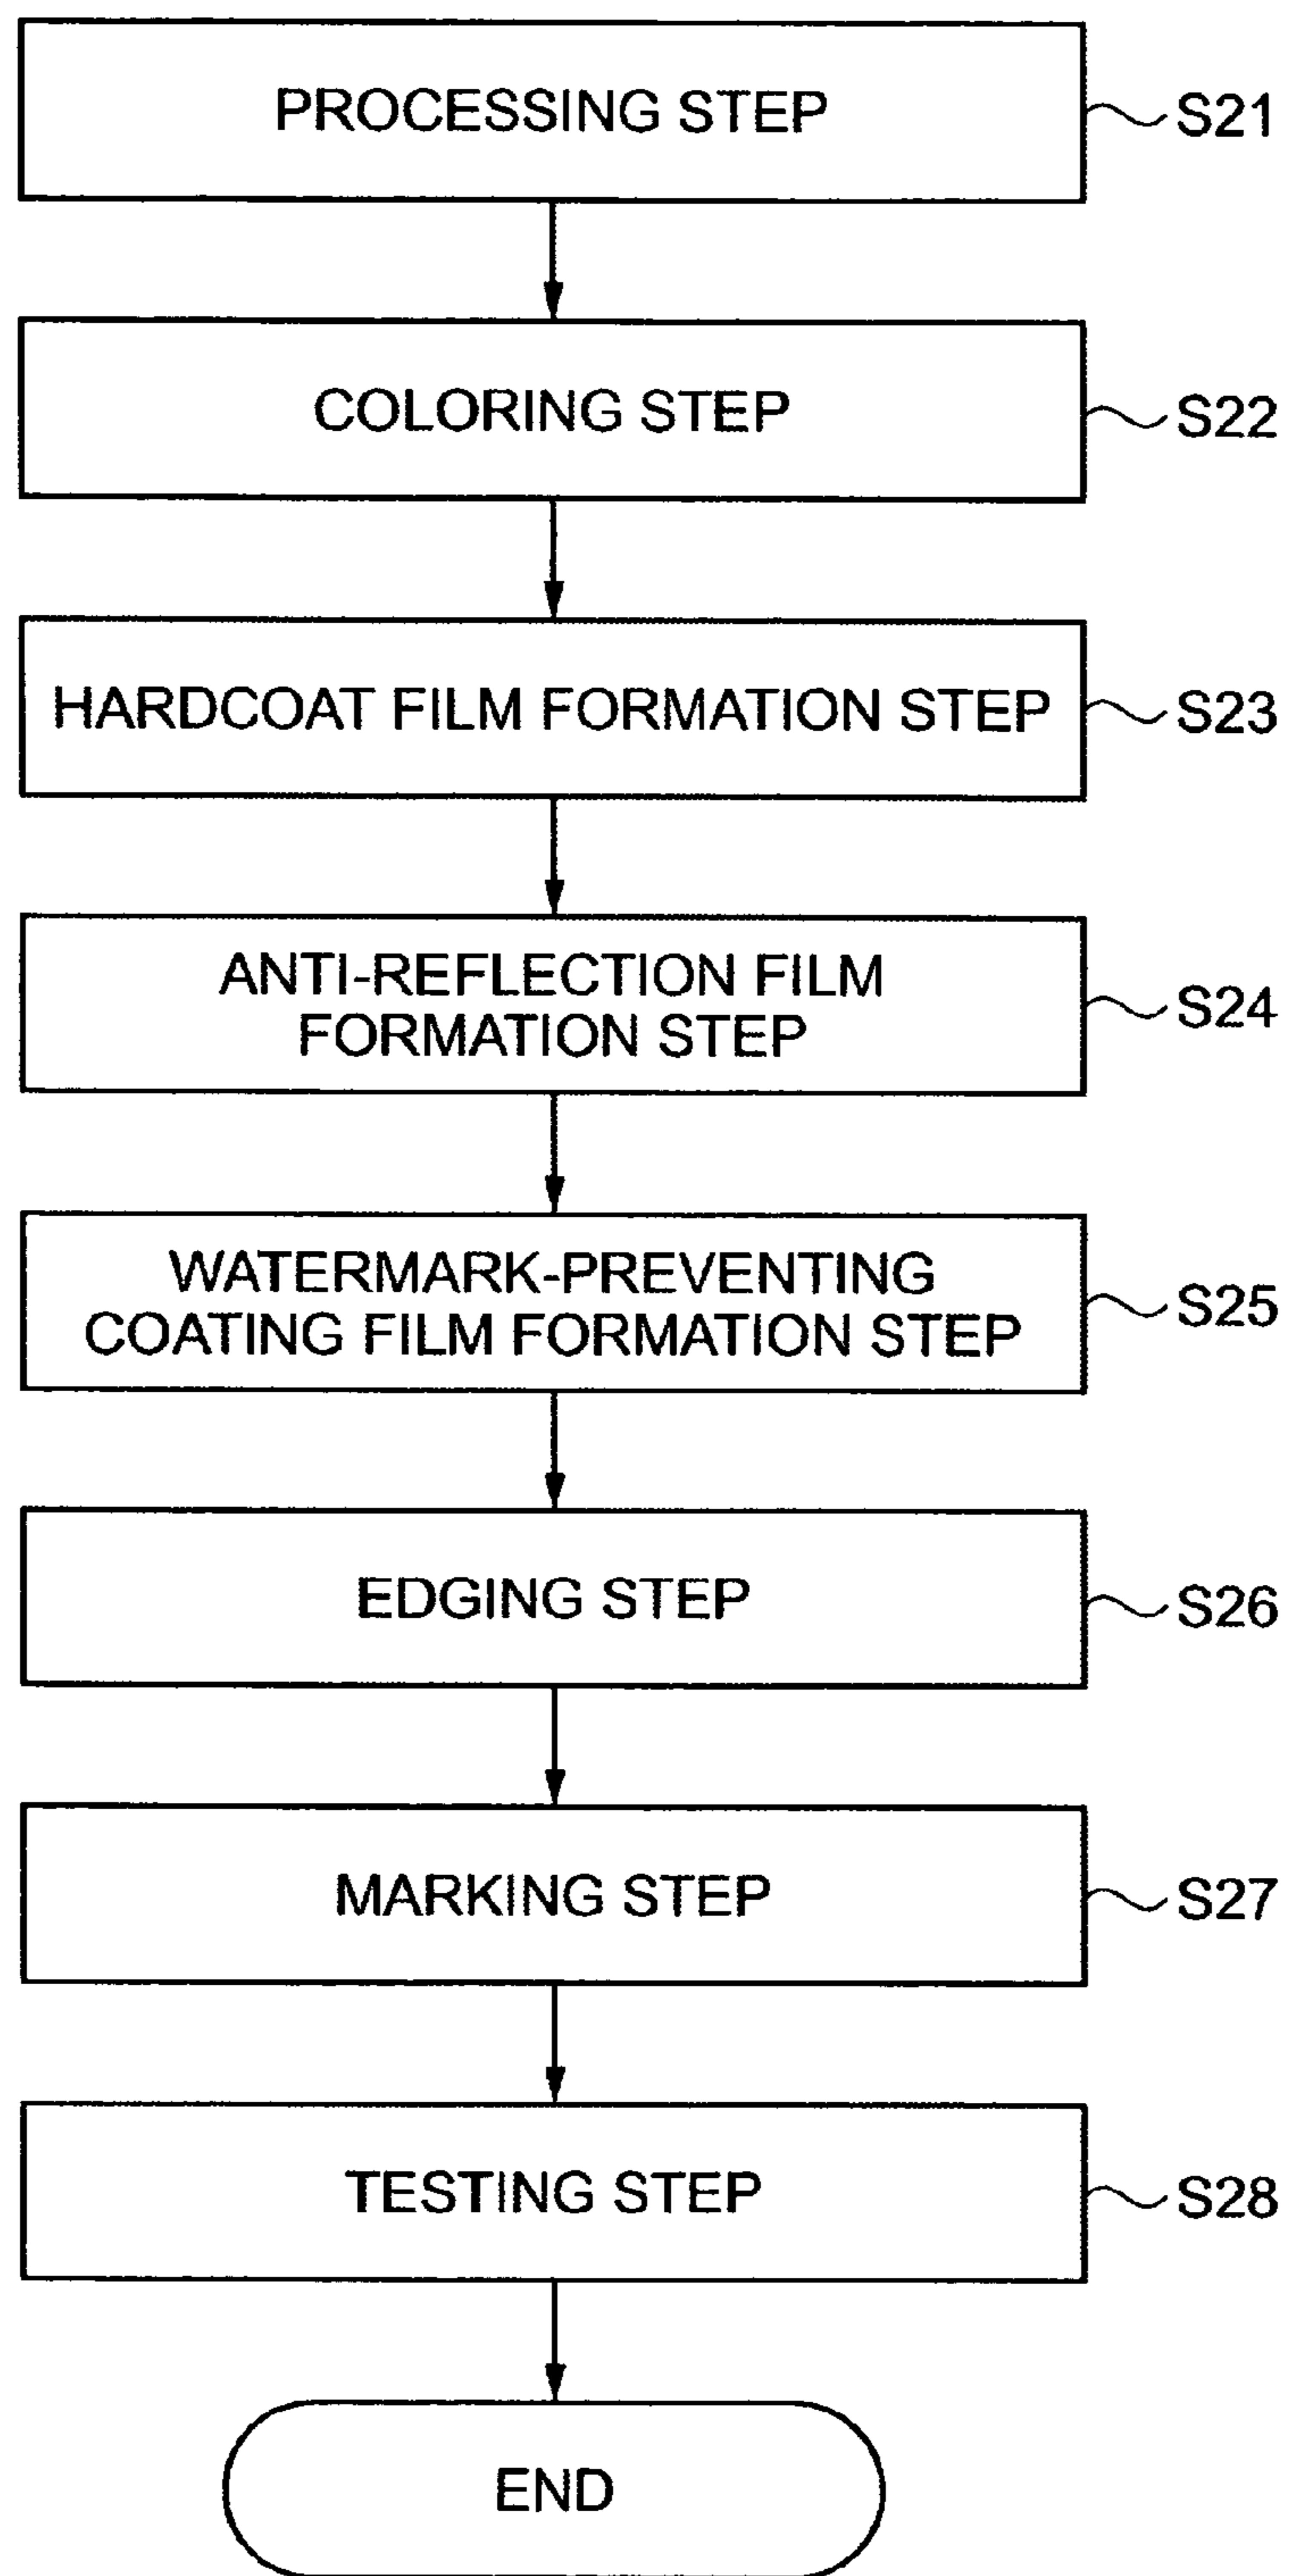 PROCESSING STEP
S21
COLORING STEP
S22
HARDCOAT FILM FORMATION STEP
S23
ANTI-REFLECTION FILM
FORMATION STEP
S24
WATERMARK-PREVENTING
COATING FILM FORMATION STEP
S25
EDGING STEP
S26
MARKING STEP
S27
TESTING STEP
S28
END